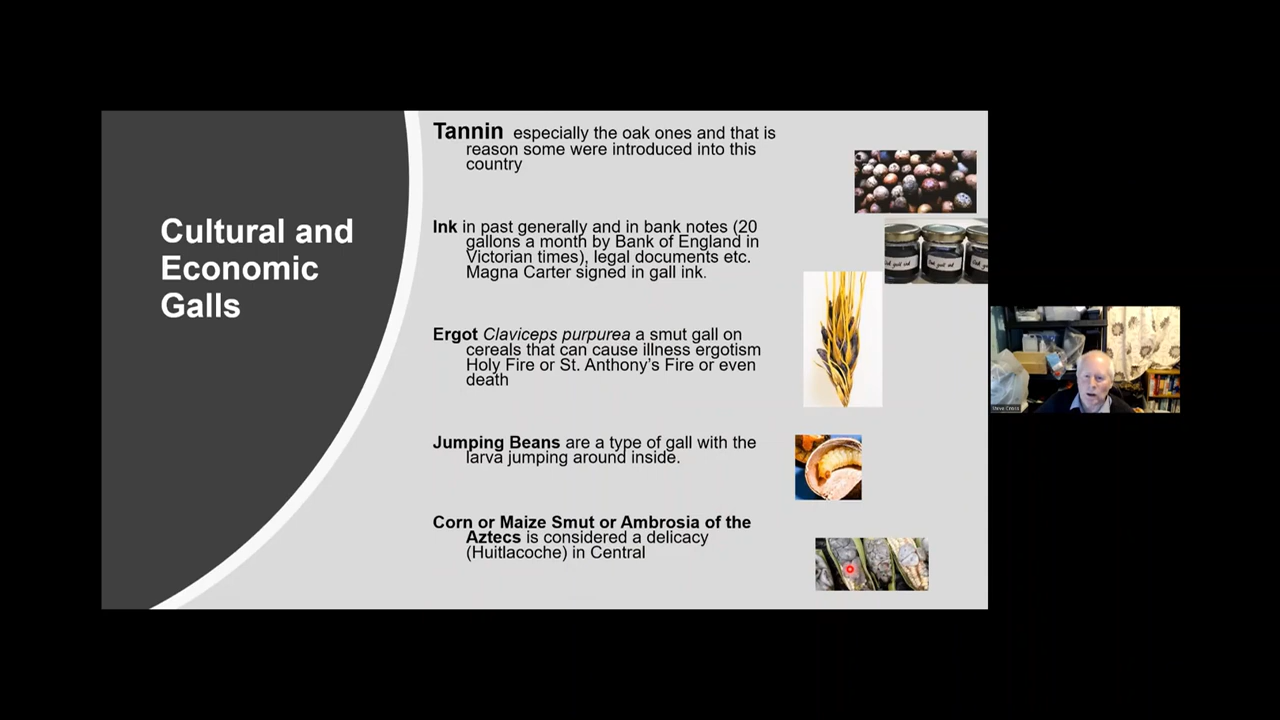 Cultural and
Economic
Galls
Tannin especially the oak ones and that is
reason some were introduced into this
country
Ink in past generally and in bank notes (20
gallons a month by Bank of England in
Victorian times), legal documents etc.
Magna Carter signed in gall ink.
Ergot Claviceps purpurea a smut gall on
cereals that can cause illness ergotism
Holy Fire or St. Anthony's Fire or even
death
Jumping Beans are a type of gall with the
larva jumping around inside.
Corn or Maize Smut or Ambrosia of the
Aztecs is considered a delicacy
(Huitlacoche) in Central